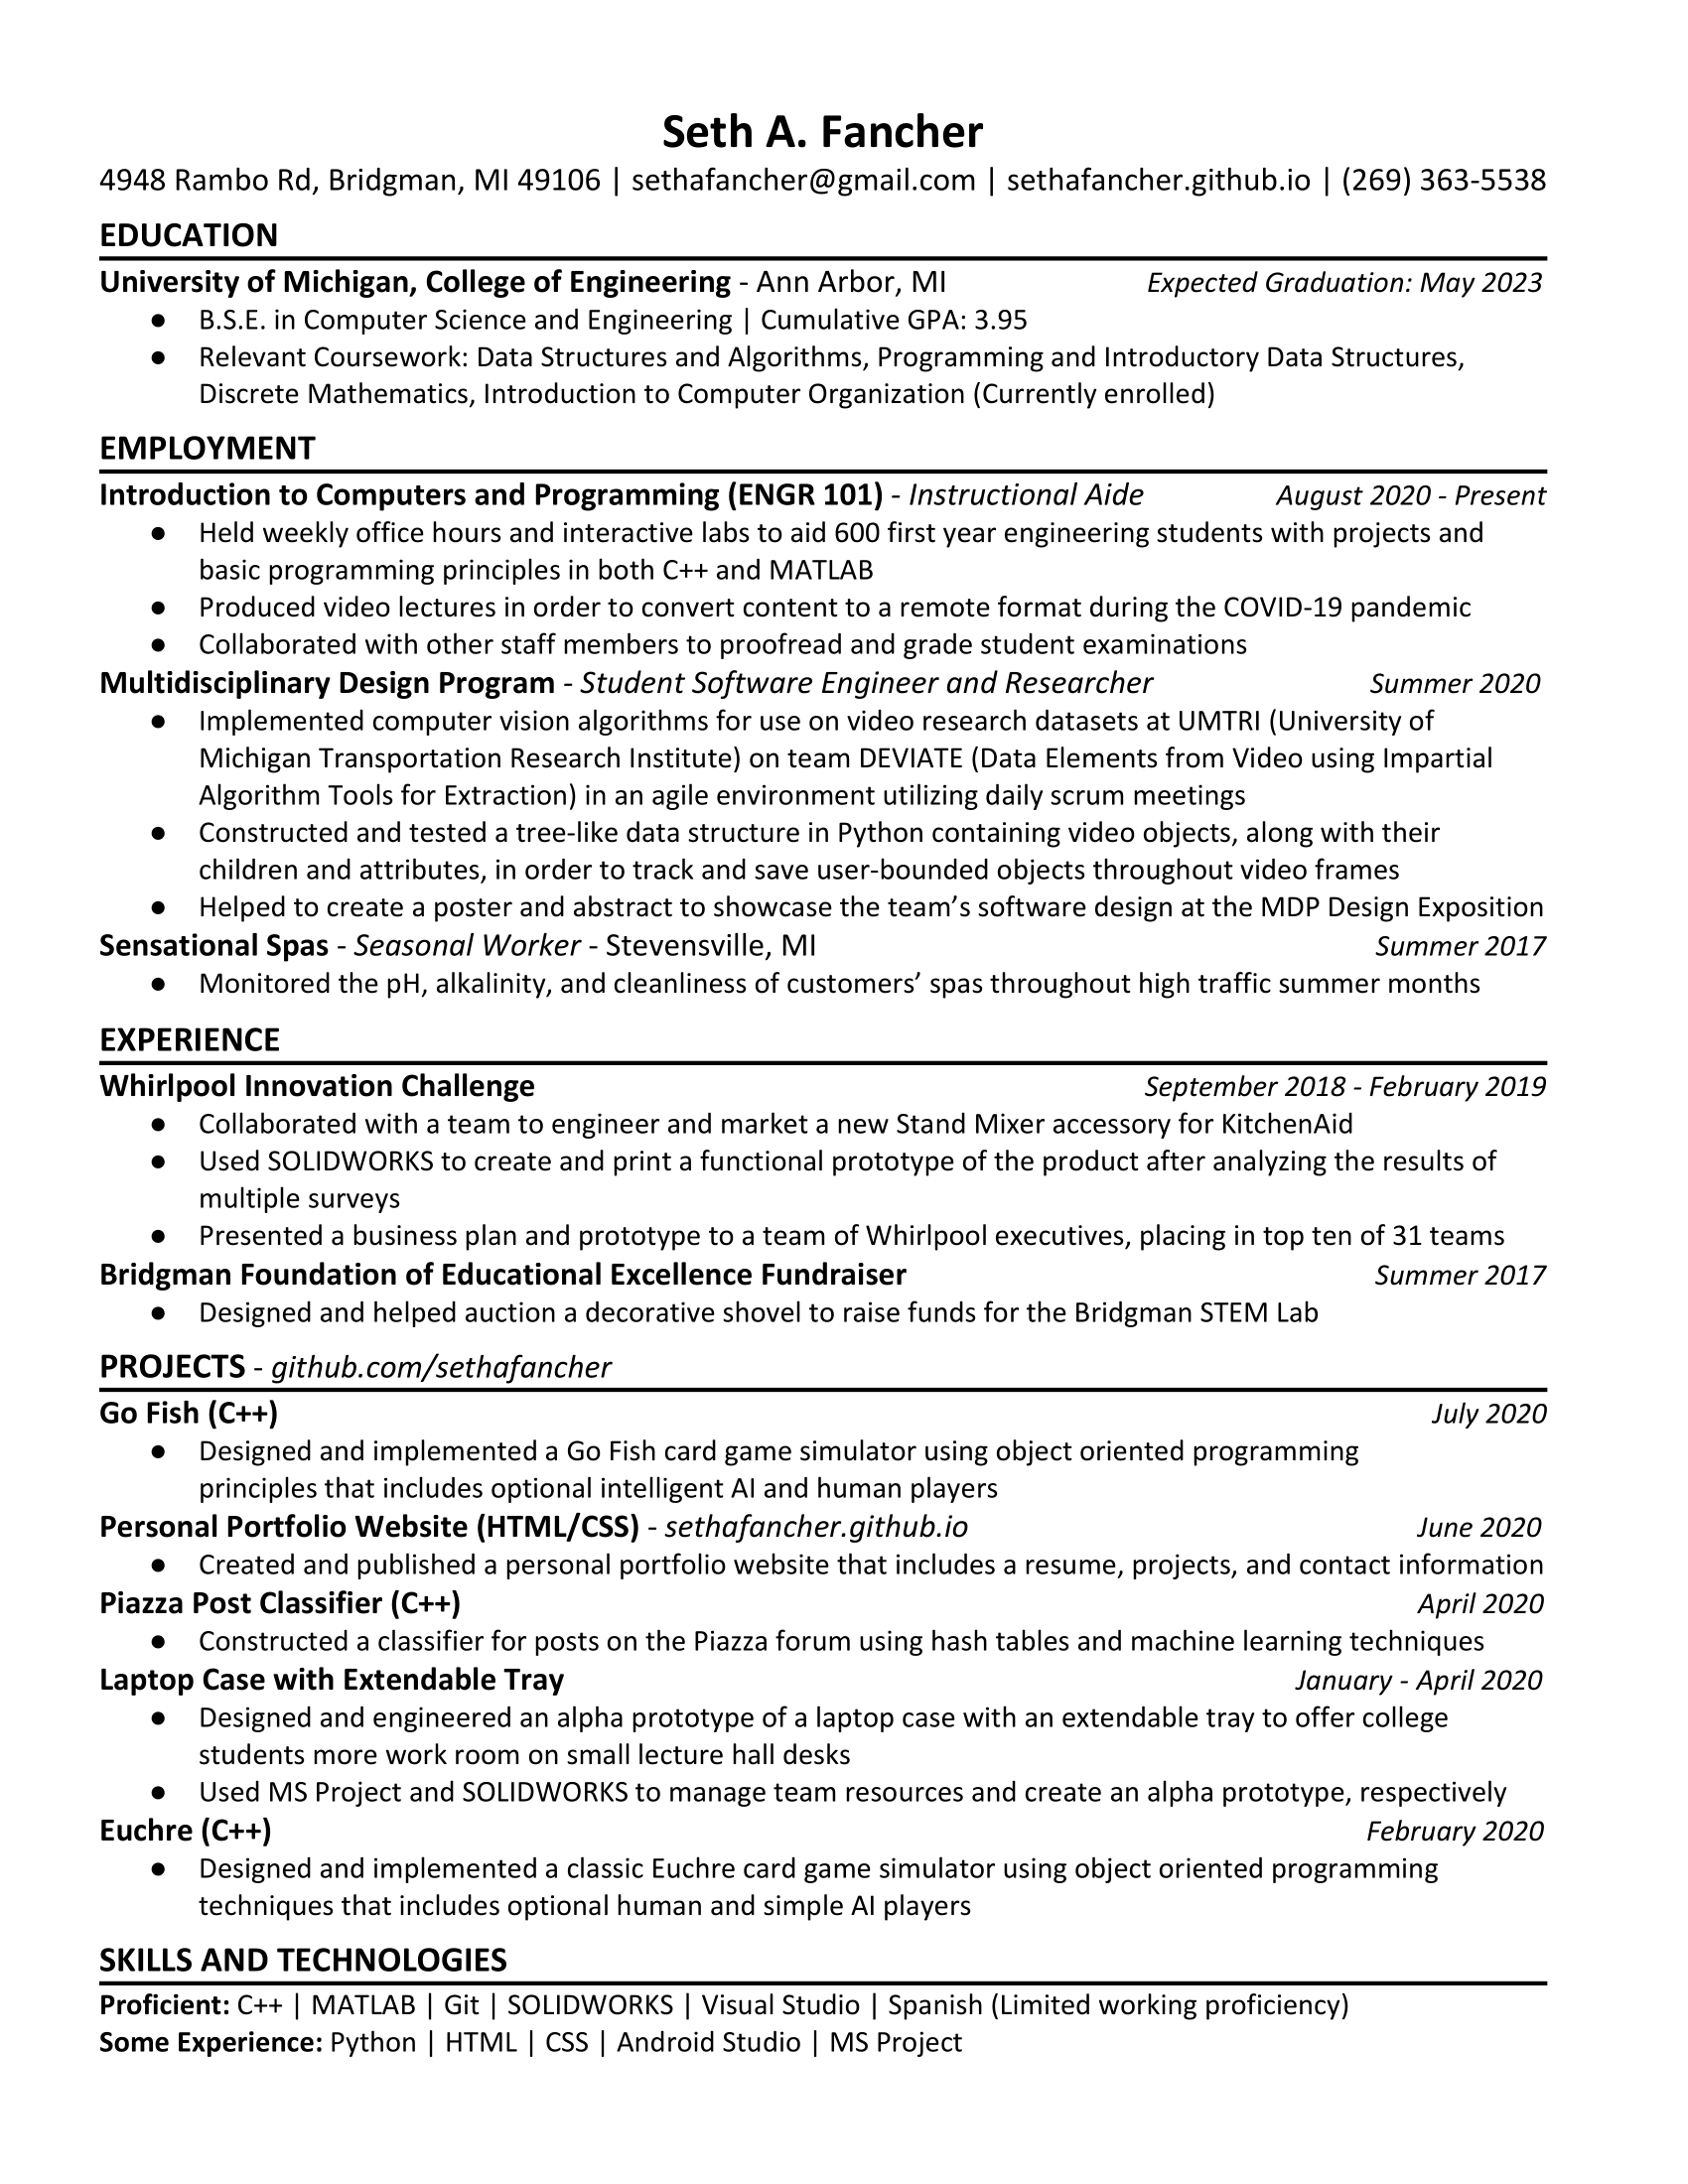 Seth A. Fancher
4948 Rambo Rd, Bridgman, MI 49106 | sethafancher@gmail.com | sethafancher.github.io | (269) 363-5538
EDUCATION
University of Michigan, College of Engineering - Ann Arbor, MI Expected Graduation: May 2023
● B.S.E. in Computer Science and Engineering | Cumulative GPA: 3.95
● Relevant Coursework: Data Structures and Algorithms, Programming and Introductory Data Structures,
Discrete Mathematics, Introduction to Computer Organization (Currently enrolled)
EMPLOYMENT
Introduction to Computers and Programming (ENGR 101) - Instructional Aide August 2020 - Present
● Held weekly office hours and interactive labs to aid 600 first year engineering students with projects and
basic programming principles in both C++ and MATLAB
● Produced video lectures in order to convert content to a remote format during the COVID-19 pandemic
● Collaborated with other staff members to proofread and grade student examinations
Multidisciplinary Design Program - Student Software Engineer and Researcher Summer 2020
● Implemented computer vision algorithms for use on video research datasets at UMTRI (University of
Michigan Transportation Research Institute) on team DEVIATE (Data Elements from Video using Impartial
Algorithm Tools for Extraction) in an agile environment utilizing daily scrum meetings
● Constructed and tested a tree-like data structure in Python containing video objects, along with their
children and attributes, in order to track and save user-bounded objects throughout video frames
● Helped to create a poster and abstract to showcase the team’s software design at the MDP Design Exposition
Sensational Spas - Seasonal Worker - Stevensville, MI Summer 2017
● Monitored the pH, alkalinity, and cleanliness of customers’ spas throughout high traffic summer months
EXPERIENCE
Whirlpool Innovation Challenge September 2018 - February 2019
● Collaborated with a team to engineer and market a new Stand Mixer accessory for KitchenAid
● Used SOLIDWORKS to create and print a functional prototype of the product after analyzing the results of
multiple surveys
● Presented a business plan and prototype to a team of Whirlpool executives, placing in top ten of 31 teams
Bridgman Foundation of Educational Excellence Fundraiser Summer 2017
● Designed and helped auction a decorative shovel to raise funds for the Bridgman STEM Lab
PROJECTS - github.com/sethafancher
Go Fish (C++) July 2020
● Designed and implemented a Go Fish card game simulator using object oriented programming
principles that includes optional intelligent AI and human players
Personal Portfolio Website (HTML/CSS) - sethafancher.github.io June 2020
● Created and published a personal portfolio website that includes a resume, projects, and contact information
Piazza Post Classifier (C++) April 2020
● Constructed a classifier for posts on the Piazza forum using hash tables and machine learning techniques
Laptop Case with Extendable Tray January - April 2020
● Designed and engineered an alpha prototype of a laptop case with an extendable tray to offer college
students more work room on small lecture hall desks
● Used MS Project and SOLIDWORKS to manage team resources and create an alpha prototype, respectively
Euchre (C++) February 2020
● Designed and implemented a classic Euchre card game simulator using object oriented programming
techniques that includes optional human and simple AI players
SKILLS AND TECHNOLOGIES
Proficient: C++ | MATLAB | Git | SOLIDWORKS | Visual Studio | Spanish (Limited working proficiency)
Some Experience: Python | HTML | CSS | Android Studio | MS Project